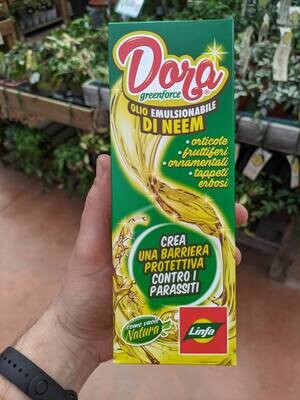 Dora
greenforce®
OLIO EMULSIONABILE
DI NEEM
• orticole
• fruttiferi
• ornamentali
• tappeti
erbosi
CREA
UNA BARRIERA
PROTETTIVA
CONTRO I
PARASSITI
come vuole
Natura
Linfa